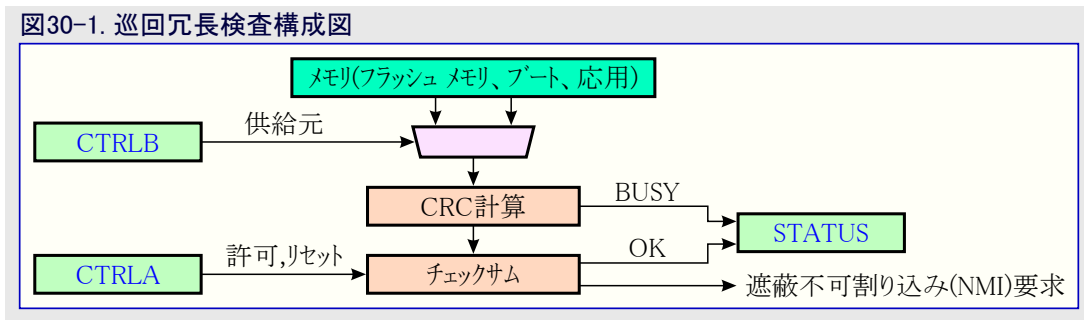 図30-1. 巡回冗長検査構成図
メモリ(フラッシュ メモリ、ブート、応用)
CTRLB
供給元
CRC計算
BUSY
STATUS
CTRLA
許可,リセット
チェックサム
OK
遮蔽不可割り込み(NMI)要求